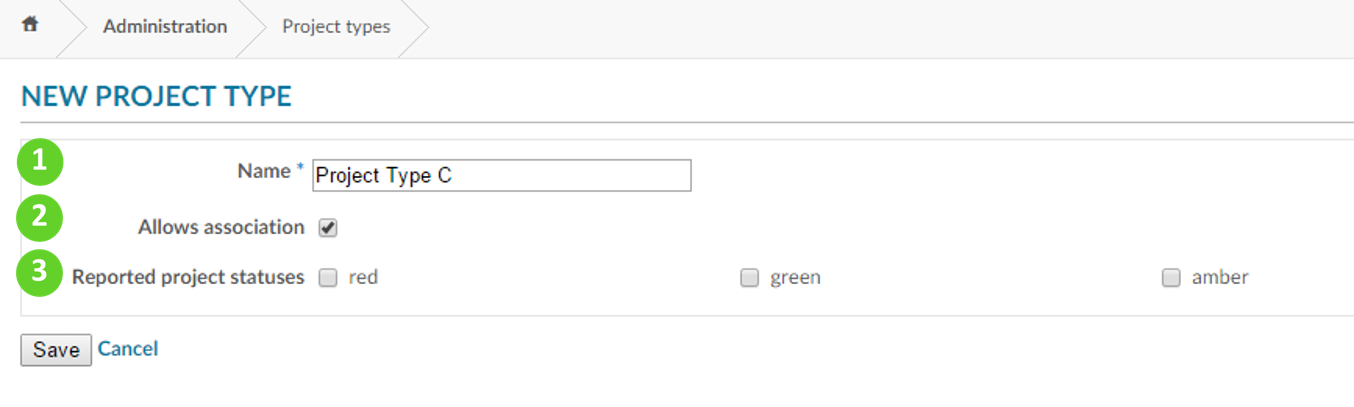 Administration Project types
NEW PROJECT TYPE
1 Name * Project Type C
2 Allows association
3 Reported project statuses red green amber
Save Cancel